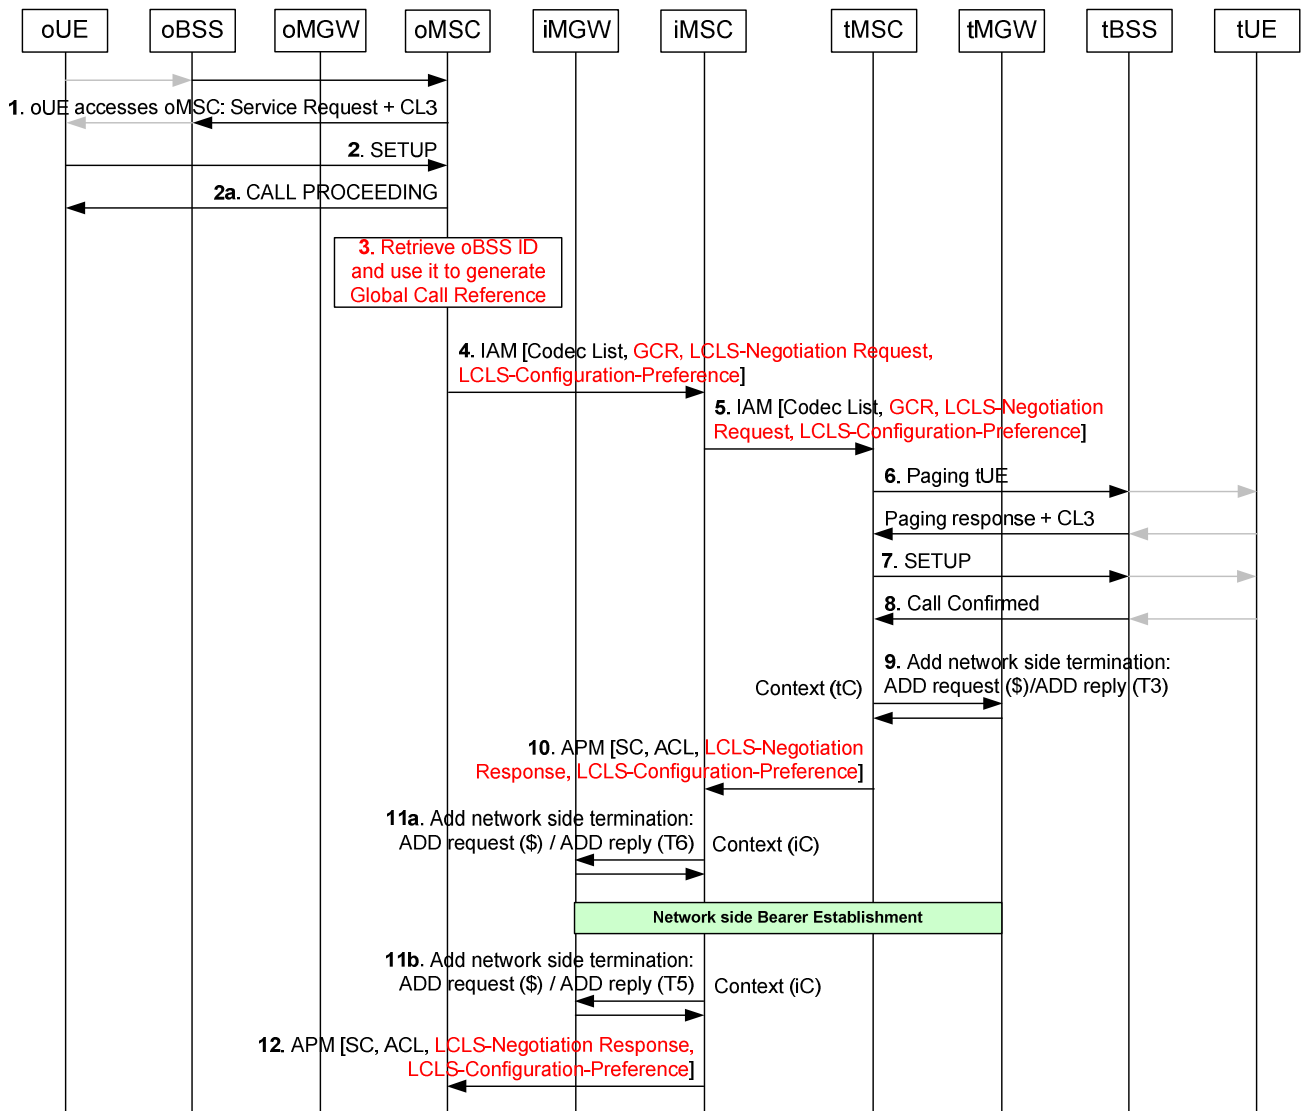 oUE oBSS oMGW oMSC iMGW iMSC tMSC tMGW tBSS tUE
1. oUE accesses oMSC: Service Request + CL3
2. SETUP
2a. CALL PROCEEDING
3. Retrieve oBSS ID
and use it to generate
Global Call Reference
4. IAM [Codec List, GCR, LCLS-Negotiation Request,
LCLS-Configuration-Preference]
5. IAM [Codec List, GCR, LCLS-Negotiation
Request, LCLS-Configuration-Preference]
6. Paging tUE
Paging response + CL3
7. SETUP
8. Call Confirmed
9. Add network side termination:
Context (tC) ADD request ($)/ADD reply (T3)
10. APM [SC, ACL, LCLS-Negotiation
Response, LCLS-Configuration-Preference]
11a. Add network side termination:
ADD request ($) / ADD reply (T6) Context (iC)
Network side Bearer Establishment
11b. Add network side termination:
ADD request ($) / ADD reply (T5) Context (iC)
12. APM [SC, ACL, LCLS-Negotiation Response,
LCLS-Configuration-Preference]